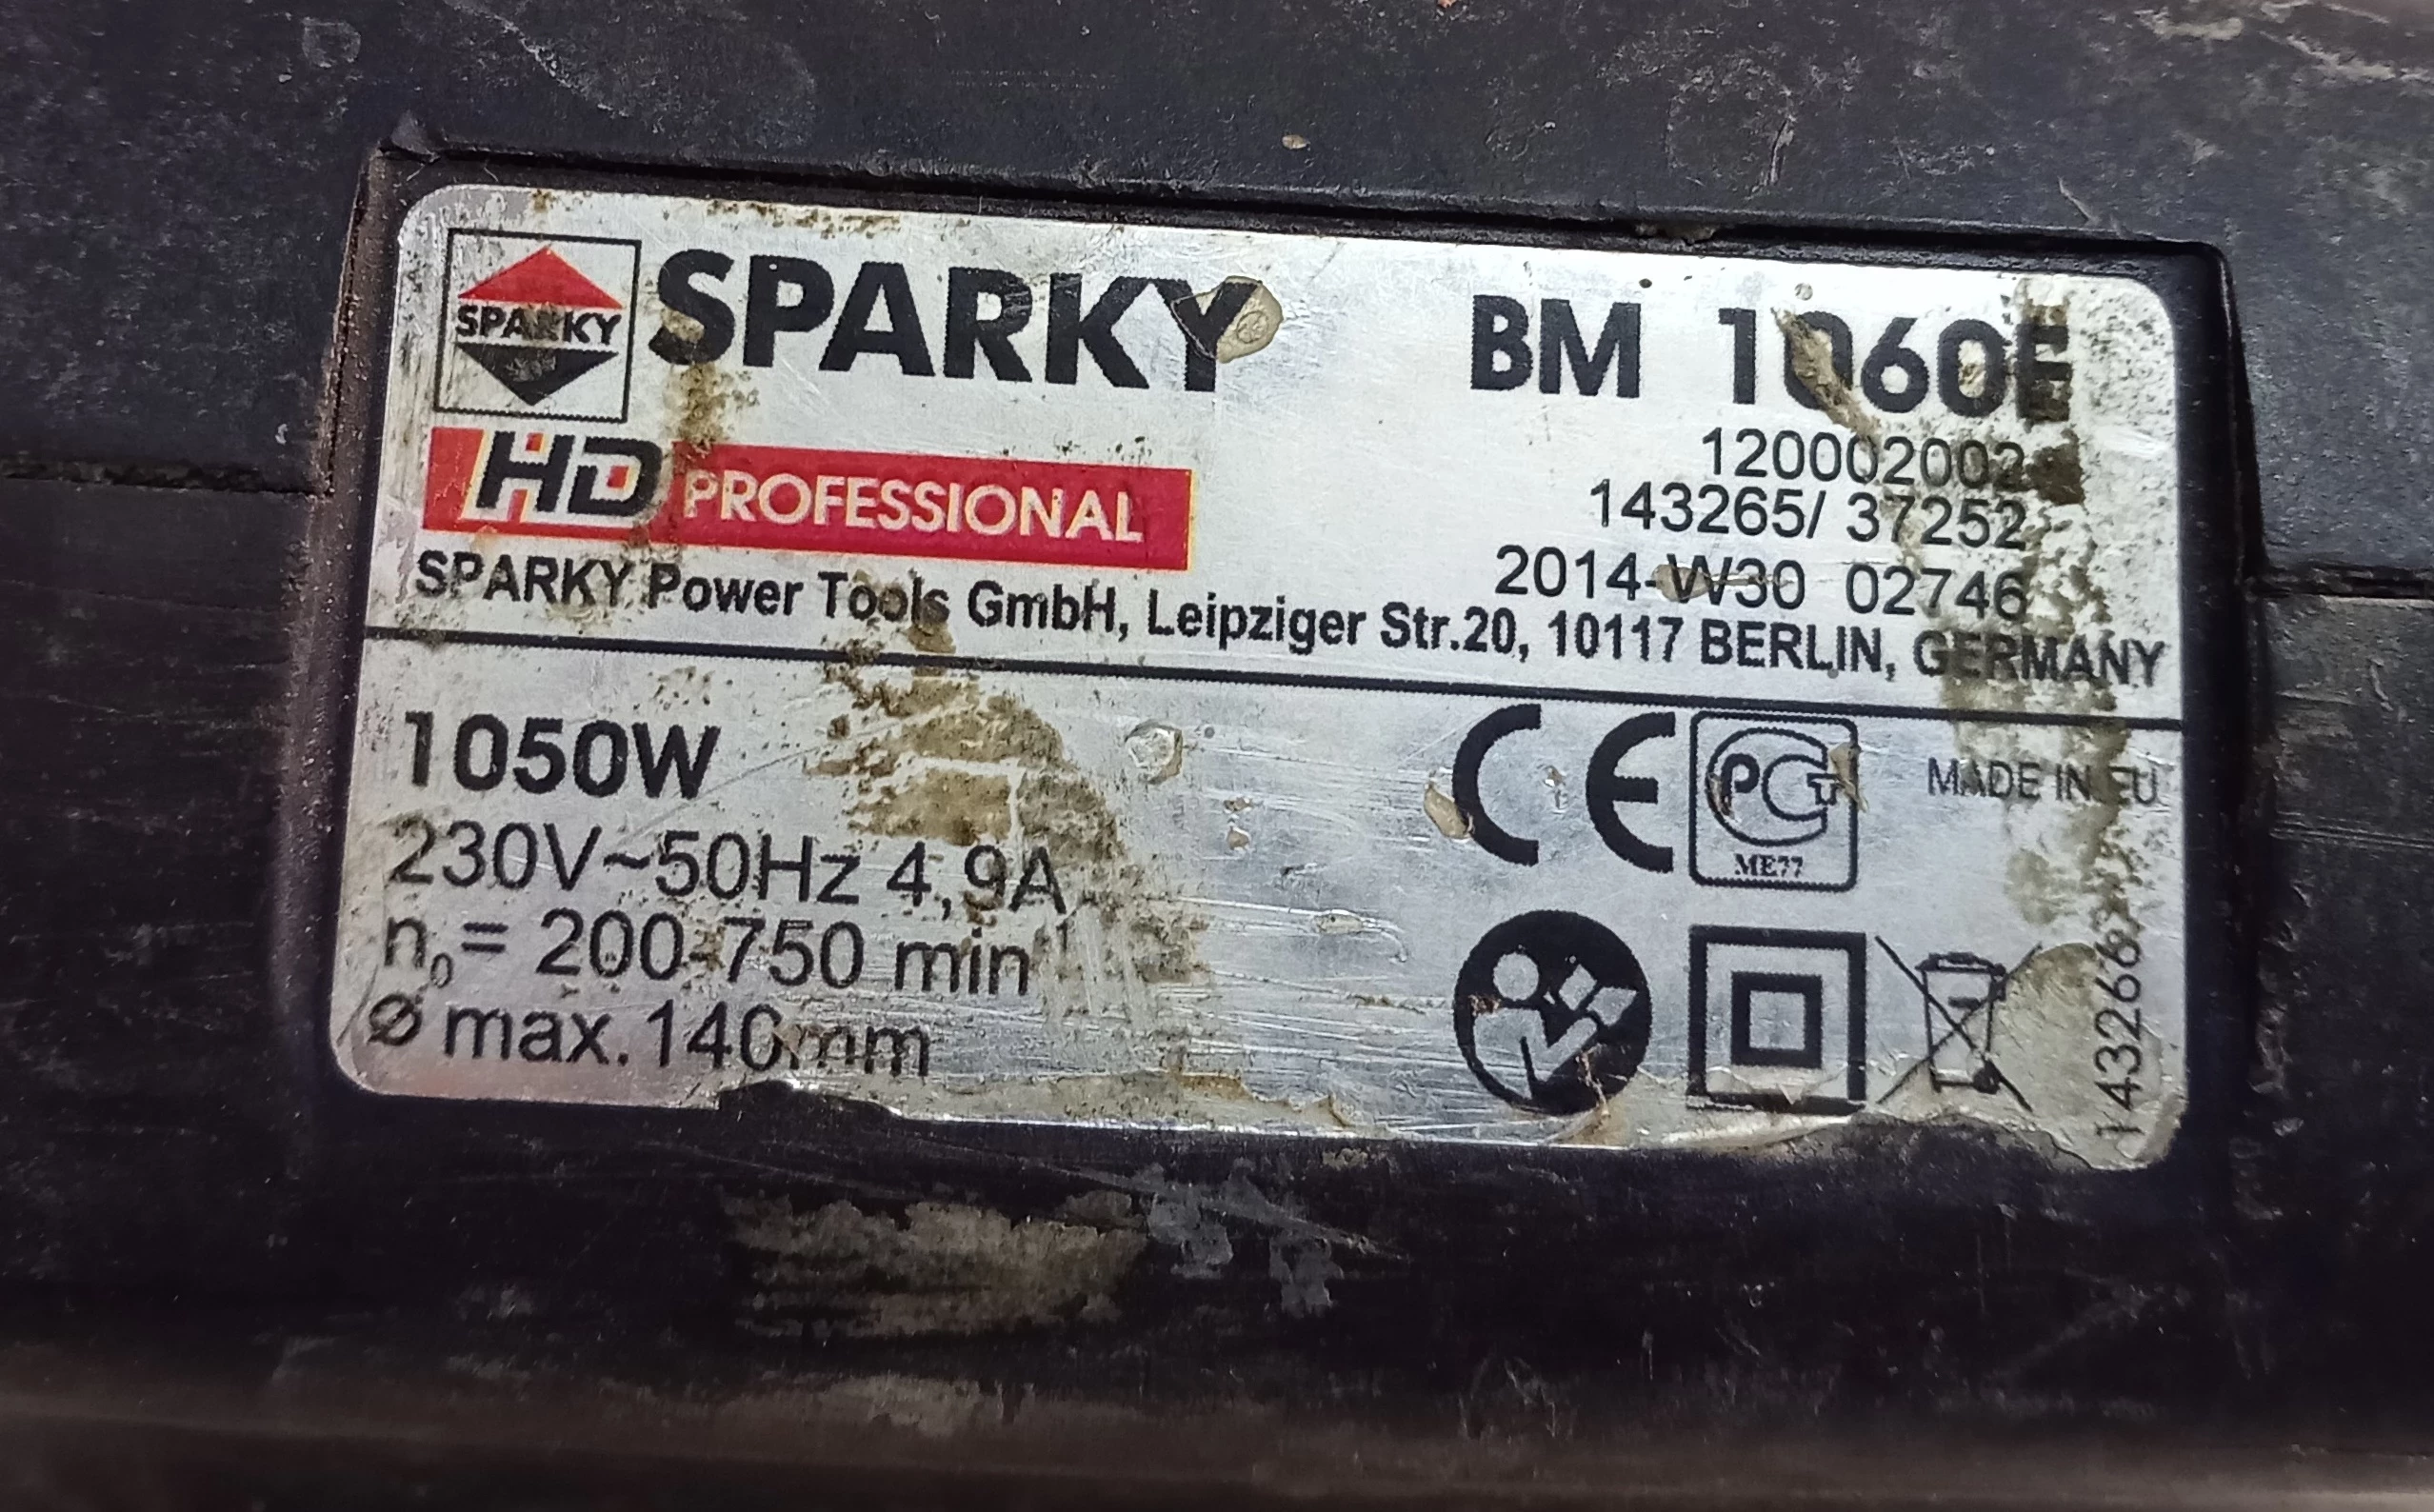 SPARKY
SPARKY
BM 1060E
HD PROFESSIONAL
120002002
143265/ 37252
2014-W30 02746
SPARKY Power Tools GmbH, Leipziger Str.20, 10117 BERLIN, GERMANY
1050W
230V~50Hz 4,9A
n₀= 200-750 min⁻¹
Ø max. 140mm
CE
РСТ
ME77
MADE IN EU